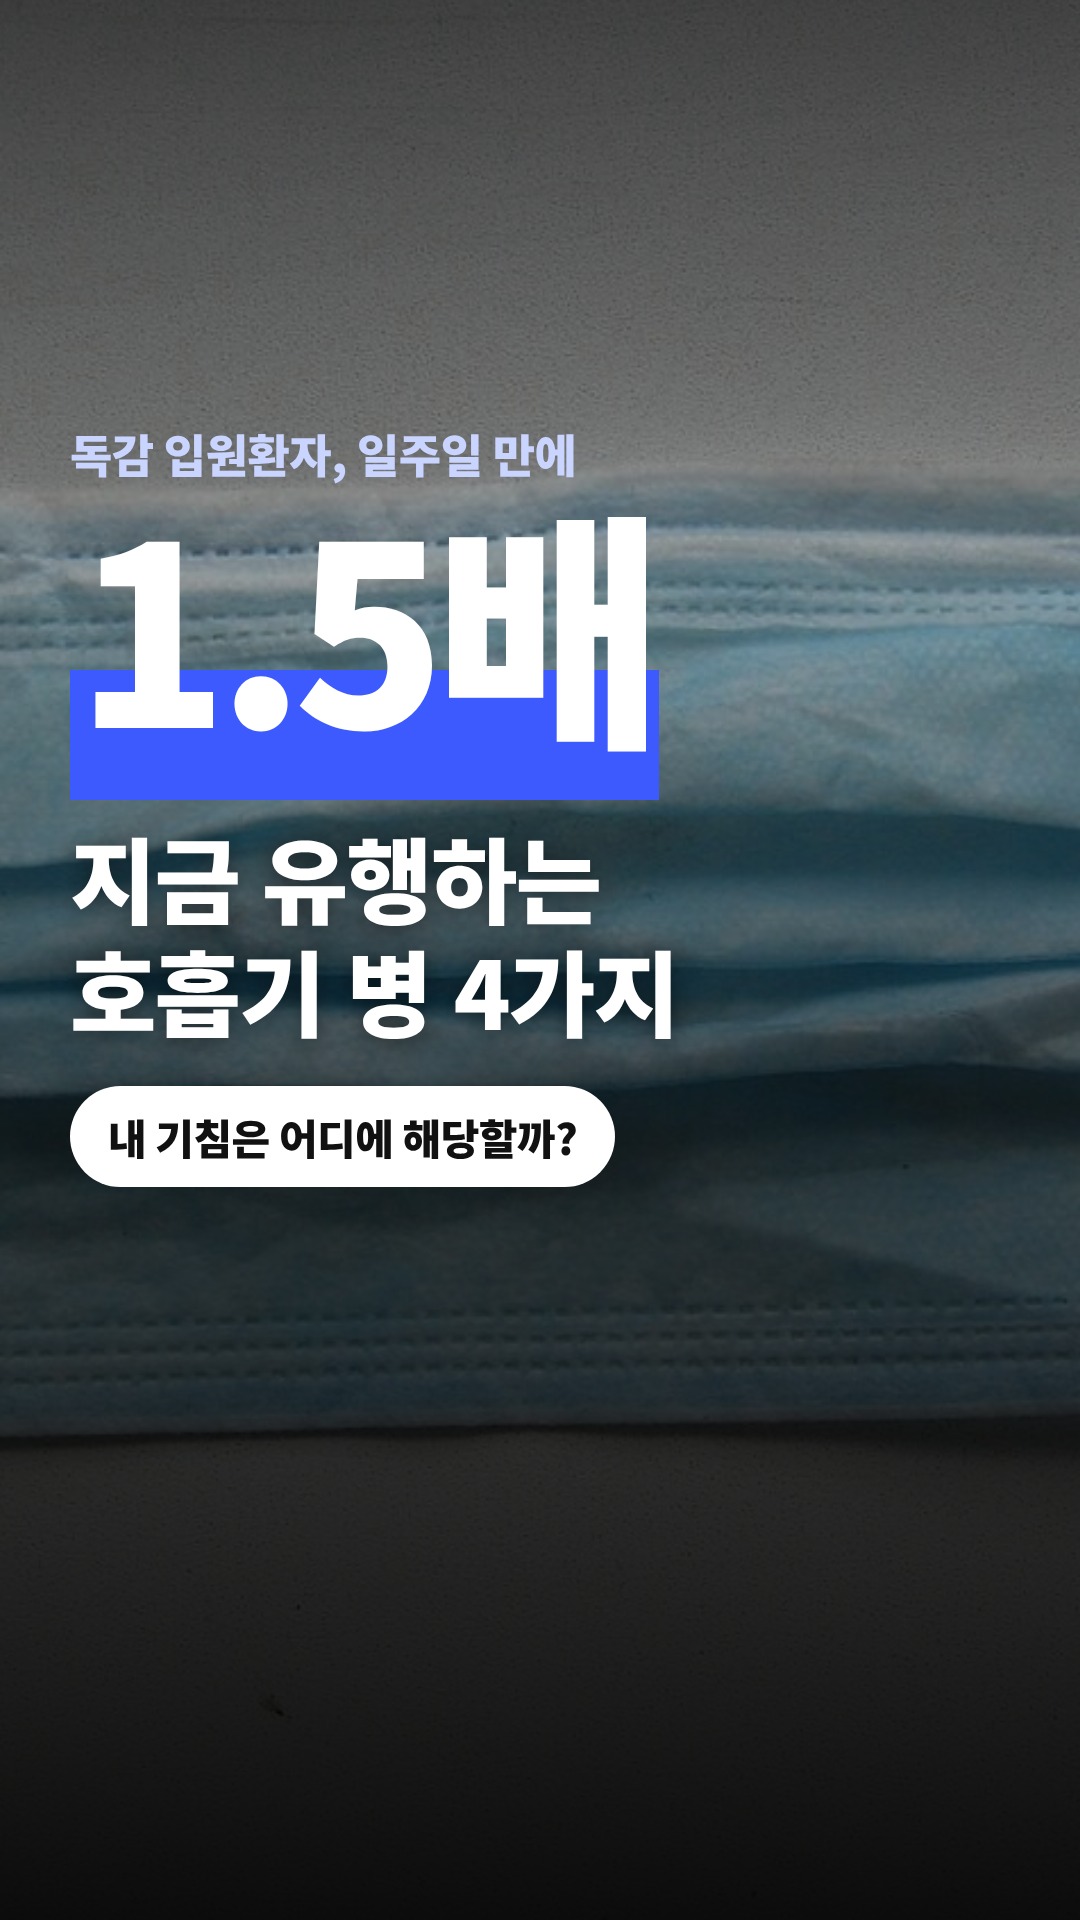 독감 입원환자, 일주일 만에
1.5배
지금 유행하는
호흡기 병 4가지
내 기침은 어디에 해당할까?